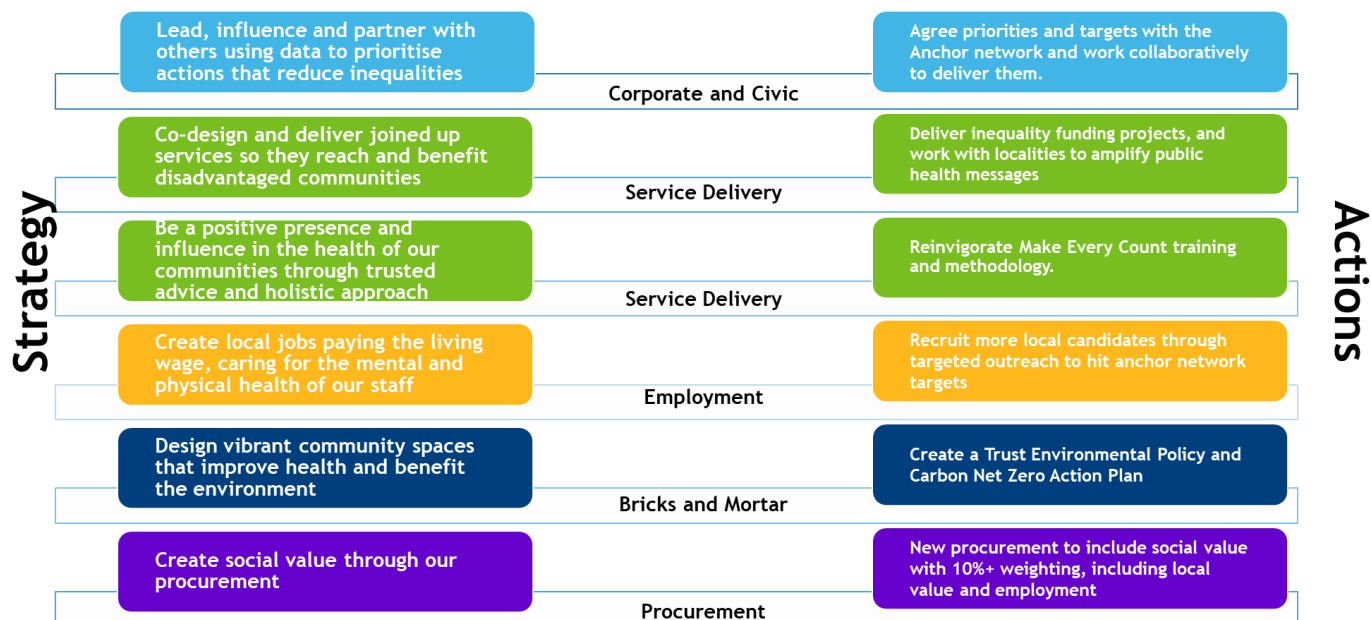 Strategy
Lead, influence and partner with
others using data to prioritise
actions that reduce inequalities
Corporate and Civic
Agree priorities and targets with the
Anchor network and work collaboratively
to deliver them.
Co-design and deliver joined up
services so they reach and benefit
disadvantaged communities
Service Delivery
Deliver inequality funding projects, and
work with localities to amplify public
health messages
Be a positive presence and
influence in the health of our
communities through trusted
advice and holistic approach
Service Delivery
Reinvigorate Make Every Count training
and methodology.
Create local jobs paying the living
wage, caring for the mental and
physical health of our staff
Employment
Recruit more local candidates through
targeted outreach to hit anchor network
targets
Design vibrant community spaces
that improve health and benefit
the environment
Bricks and Mortar
Create a Trust Environmental Policy and
Carbon Net Zero Action Plan
Create social value through our
procurement
Procurement
New procurement to include social value
with 10%+ weighting, including local
value and employment
Actions